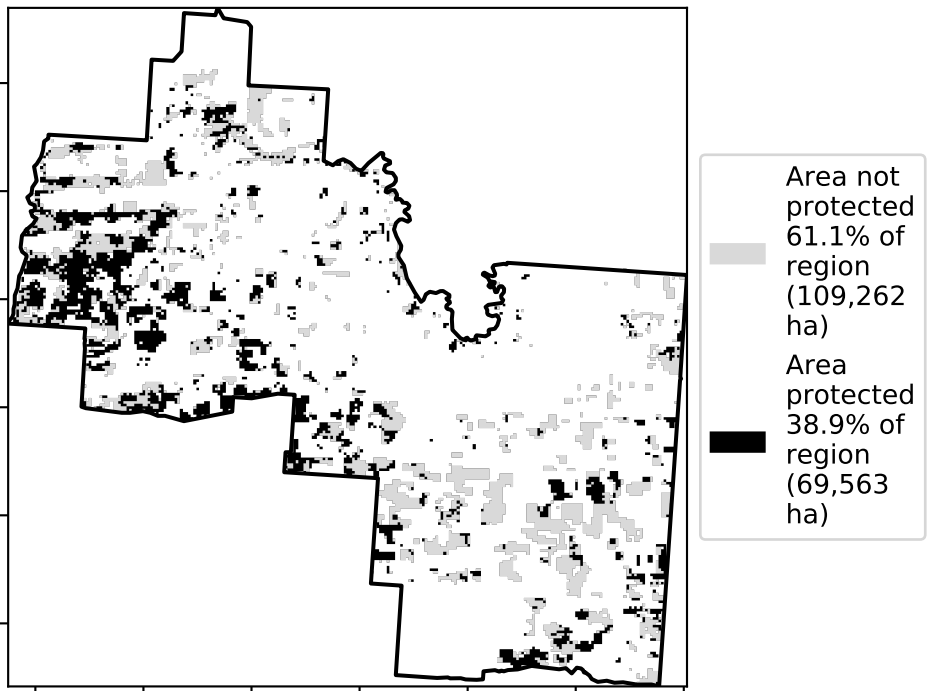 Area not
protected
61.1% of
region
(109,262
ha)
Area
protected
38.9% of
region
(69,563
ha)